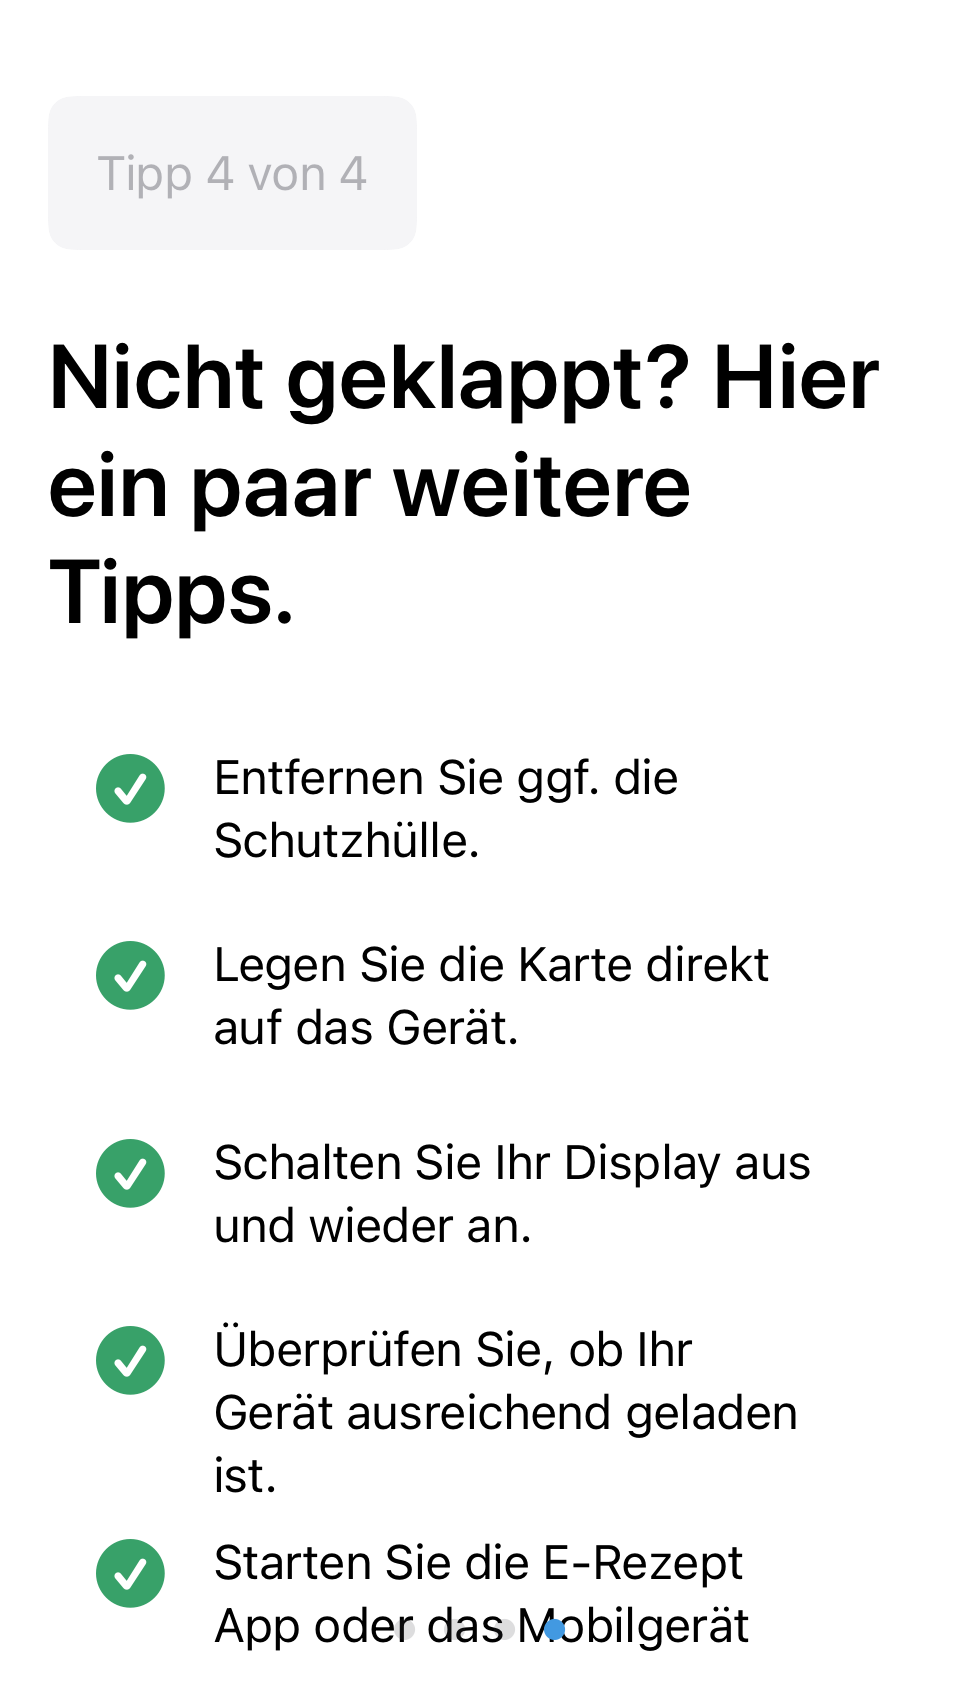 Tipp 4 von 4
Nicht geklappt? Hier
ein paar weitere
Tipps.
Entfernen Sie ggf. die
Schutzhülle.
Legen Sie die Karte direkt
auf das Gerät.
Schalten Sie Ihr Display aus
und wieder an.
Überprüfen Sie, ob Ihr
Gerät ausreichend geladen
ist.
Starten Sie die E-Rezept
App oder das Mobilgerät